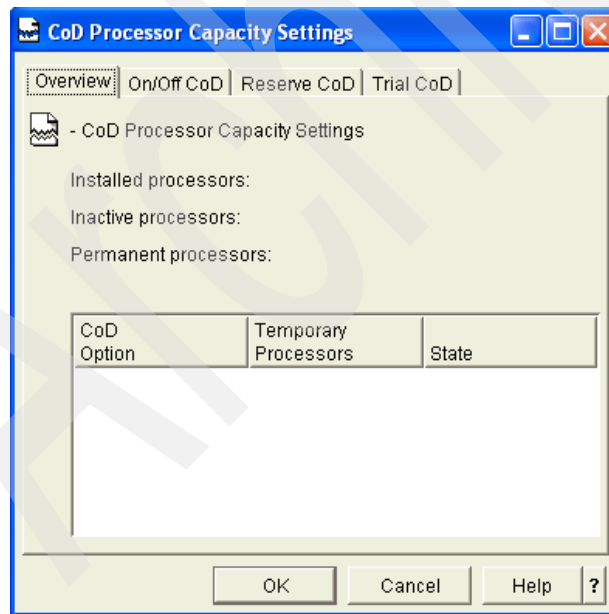 CoD Processor Capacity Settings
Overview On/Off CoD Reserve CoD Trial CoD
- CoD Processor Capacity Settings
Installed processors:
Inactive processors:
Permanent processors:
CoD Option Temporary Processors State
OK Cancel Help ?